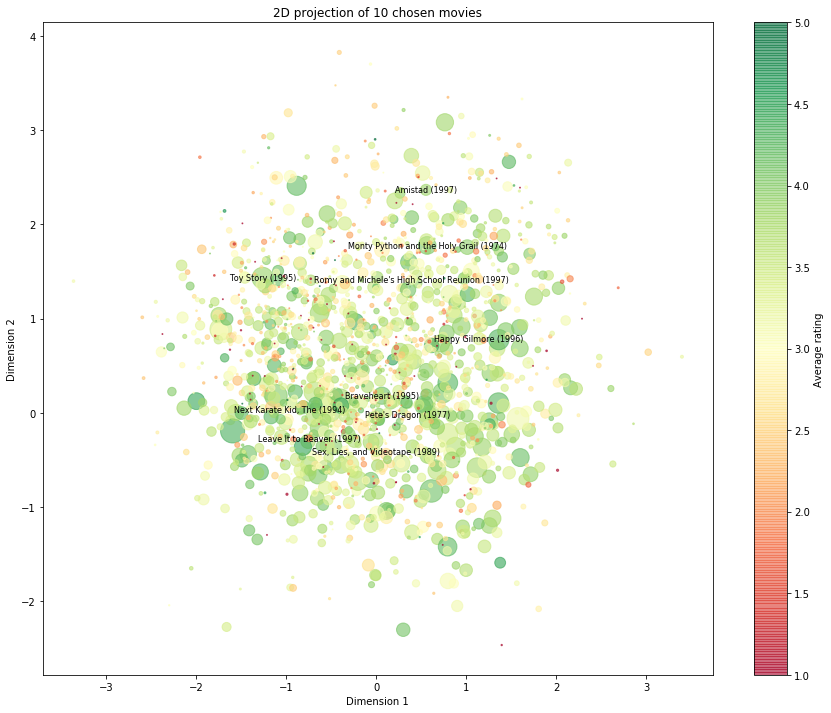 2D projection of 10 chosen movies
4
3
2
1
0
−1
−2
Dimension 2
Amistad (1997)
Monty Python and the Holy Grail (1974)
Toy Story (1995)
Romy and Michele's High School Reunion (1997)
Happy Gilmore (1996)
Braveheart (1995)
Next Karate Kid, The (1994)
Pete's Dragon (1977)
Leave It to Beaver (1997)
Sex, Lies, and Videotape (1989)
−3 −2 −1 0 1 2 3
Dimension 1
5.0
4.5
4.0
3.5
3.0
2.5
2.0
1.5
1.0
Average rating